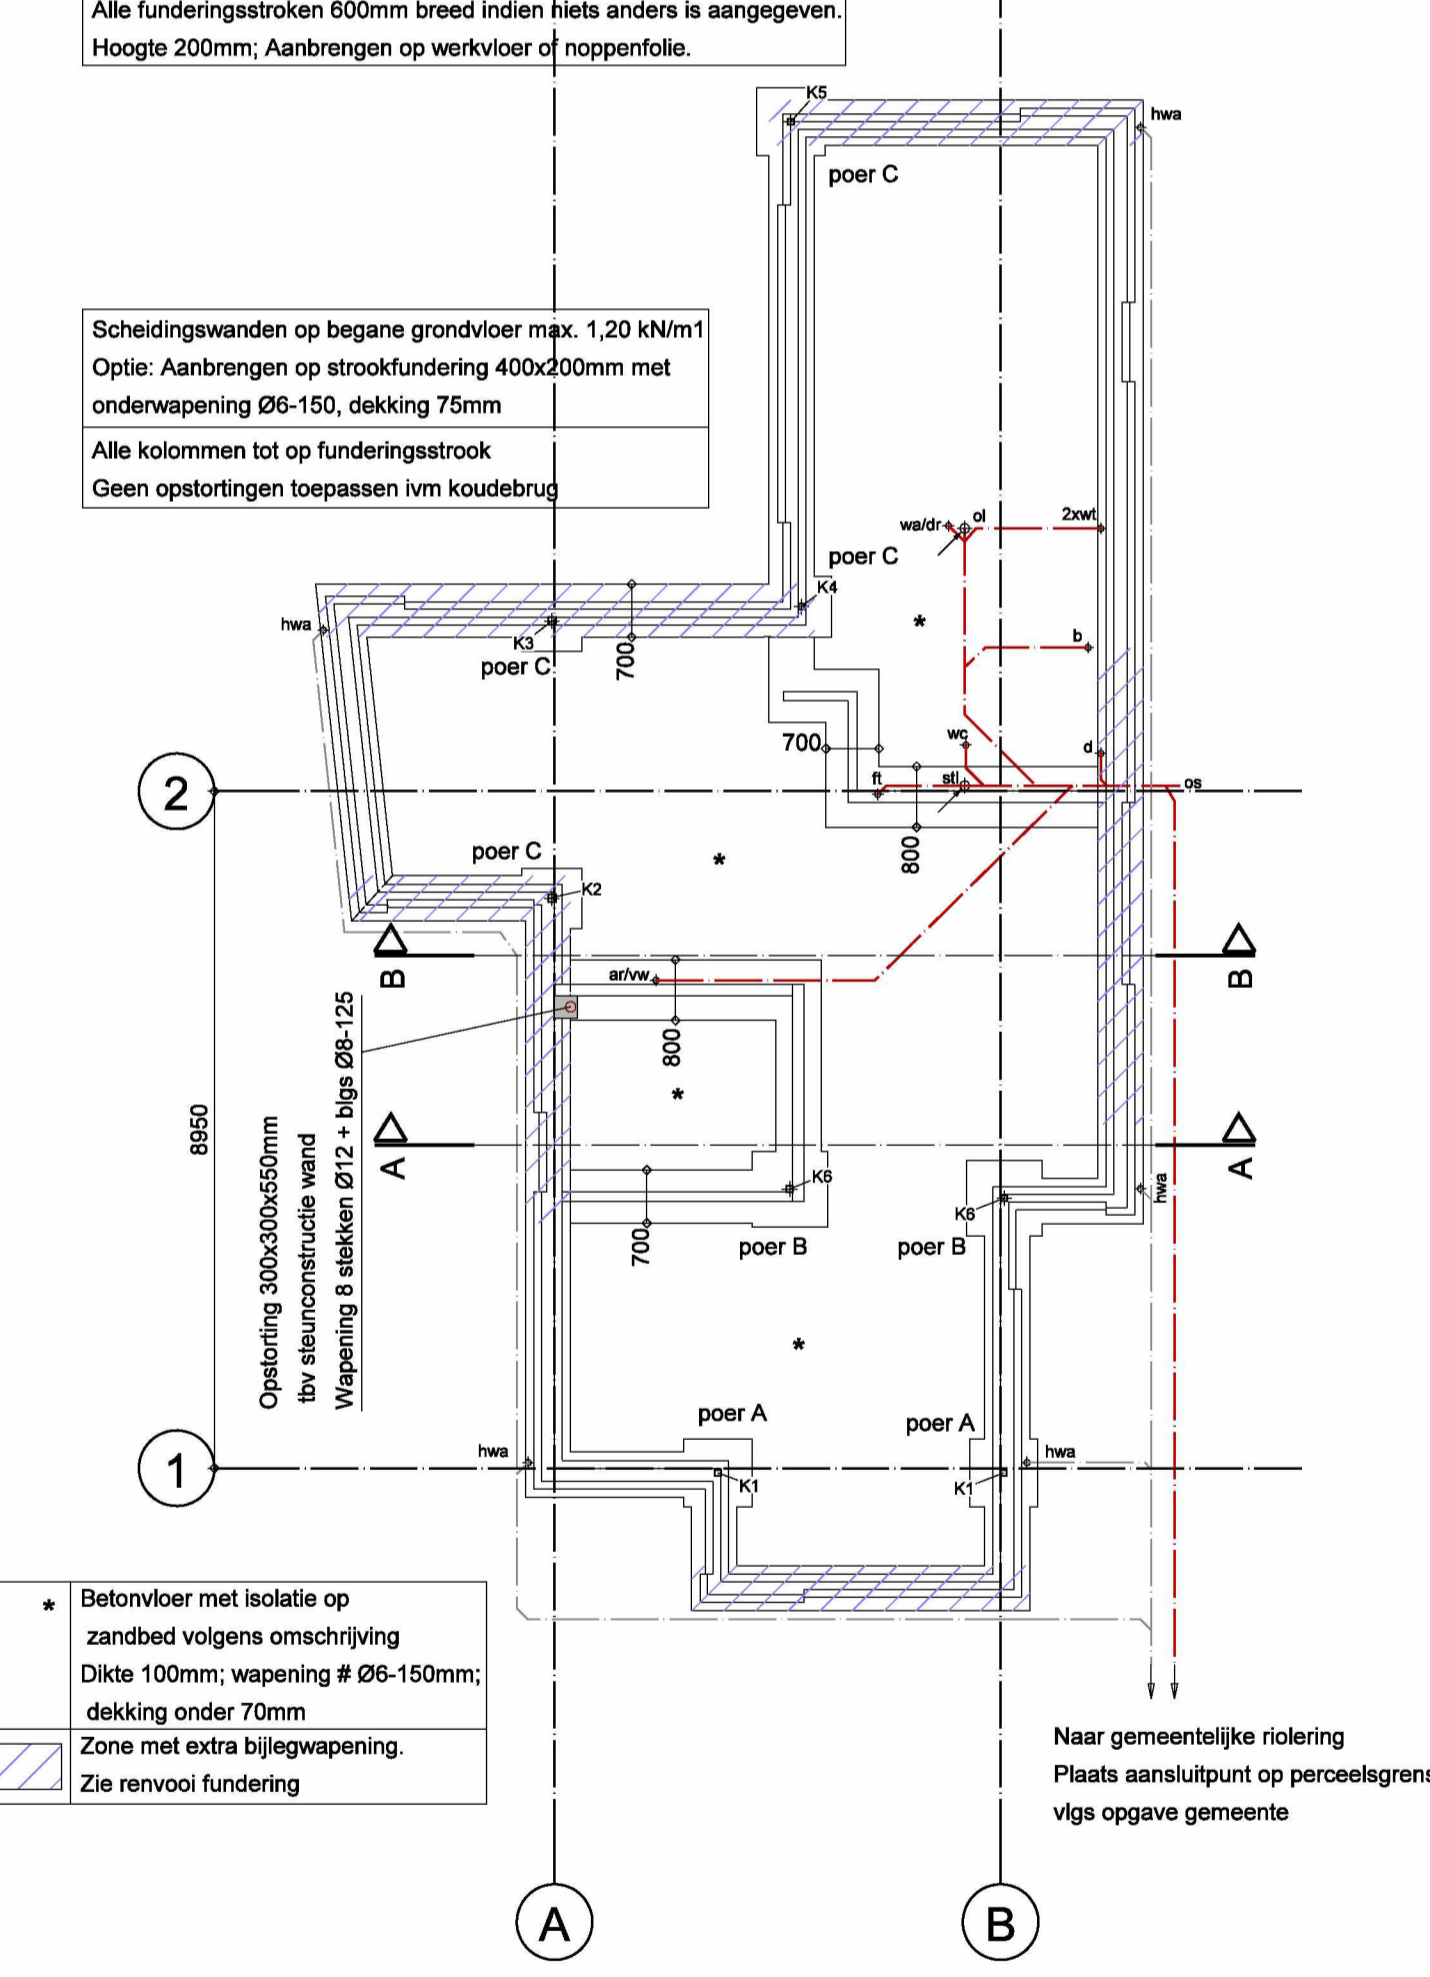 Alle funderingsstroken 600mm breed indien niets anders is aangegeven.
Hoogte 200mm; Aanbrengen op werkvloer of noppenfolie.
K5
hwa
poer C
Scheidingswanden op begane grondvloer max. 1,20 kN/m1
Optie: Aanbrengen op strookfundering 400x200mm met
onderwapening Ø6-150, dekking 75mm
Alle kolommen tot op funderingsstrook
Geen opstortingen toepassen ivm koudebrug
wa/dr
ol
2xwt
poer C
K4
*
hwa
K3
poer C
700
b
700
wc
d
2
ft
stl
os
800
poer C
*
K2
B
B
ar/vw
800
*
8950
Opstorting 300x300x550mm
tbv steunconstructie wand
Wapening 8 stekken Ø12 + blgs Ø8-125
A
A
K6
K6
hwa
700
poer B
poer B
*
poer A
poer A
hwa
hwa
1
K1
K1
* Betonvloer met isolatie op
zandbed volgens omschrijving
Dikte 100mm; wapening # Ø6-150mm;
dekking onder 70mm
Zone met extra bijlegwapening.
Zie renvooi fundering
Naar gemeentelijke riolering
Plaats aansluitpunt op perceelsgrens
vlgs opgave gemeente
A
B